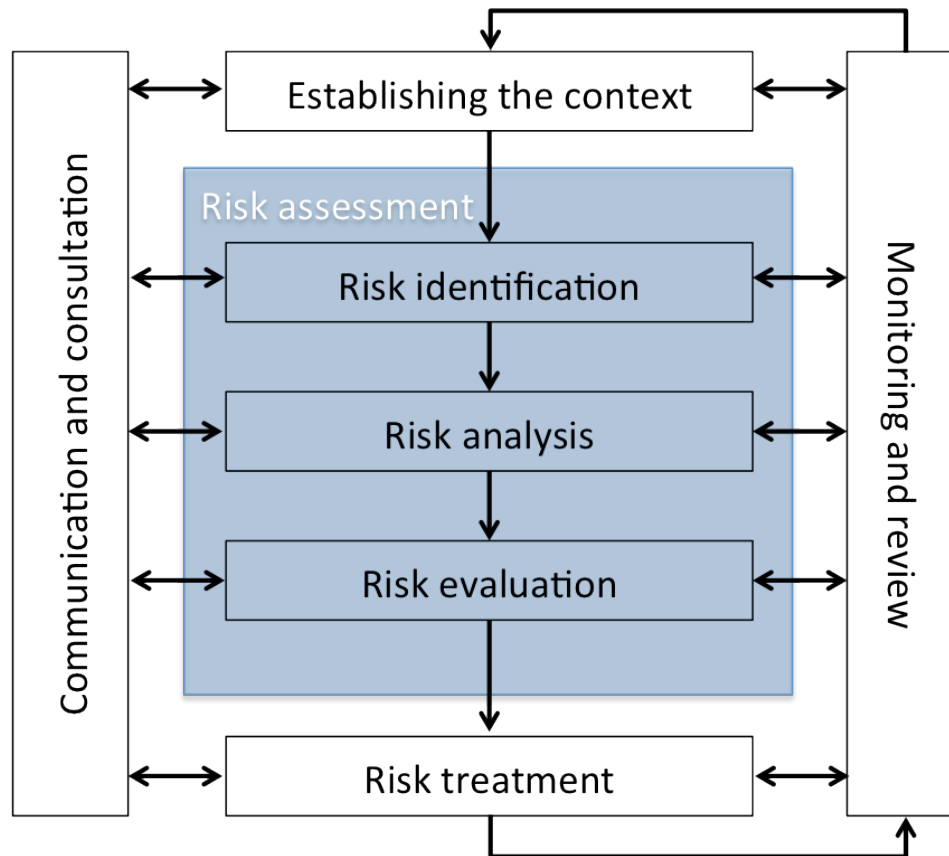 Establishing the context
Communication and consultation
Risk assessment
Risk identification
Risk analysis
Risk evaluation
Risk treatment
Monitoring and review